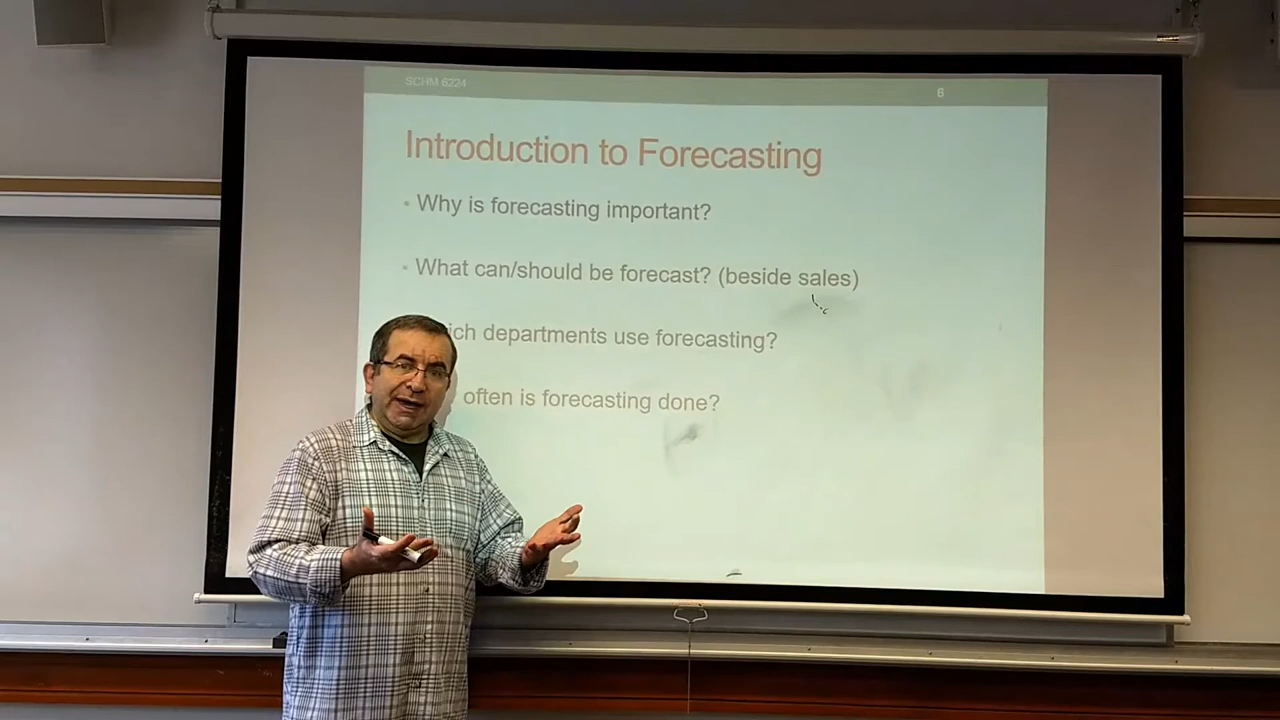 SCHM 6224
6
Introduction to Forecasting
• Why is forecasting important?
• What can/should be forecast? (beside sales)
departments use forecasting?
often is forecasting done?